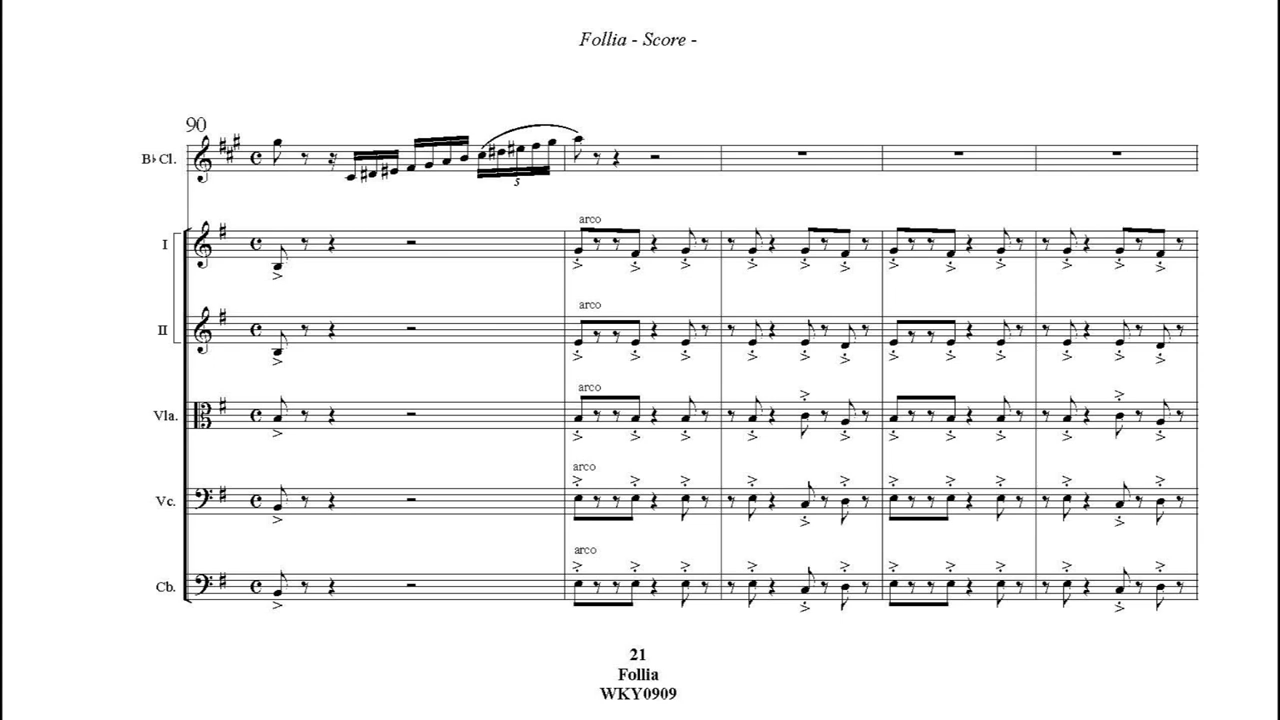 Follia - Score -
90
B♭ Cl.
5
arco
I
arco
II
arco
Vla.
arco
Vc.
arco
Cb.
21
Follia
WKY0909